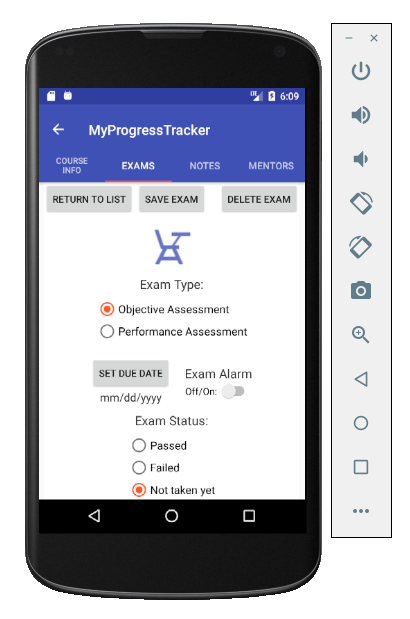 6:09
MyProgressTracker
COURSE INFO EXAMS NOTES MENTORS
RETURN TO LIST SAVE EXAM DELETE EXAM
Exam Type:
Objective Assessment
Performance Assessment
SET DUE DATE Exam Alarm
mm/dd/yyyy Off/On:
Exam Status:
Passed
Failed
Not taken yet